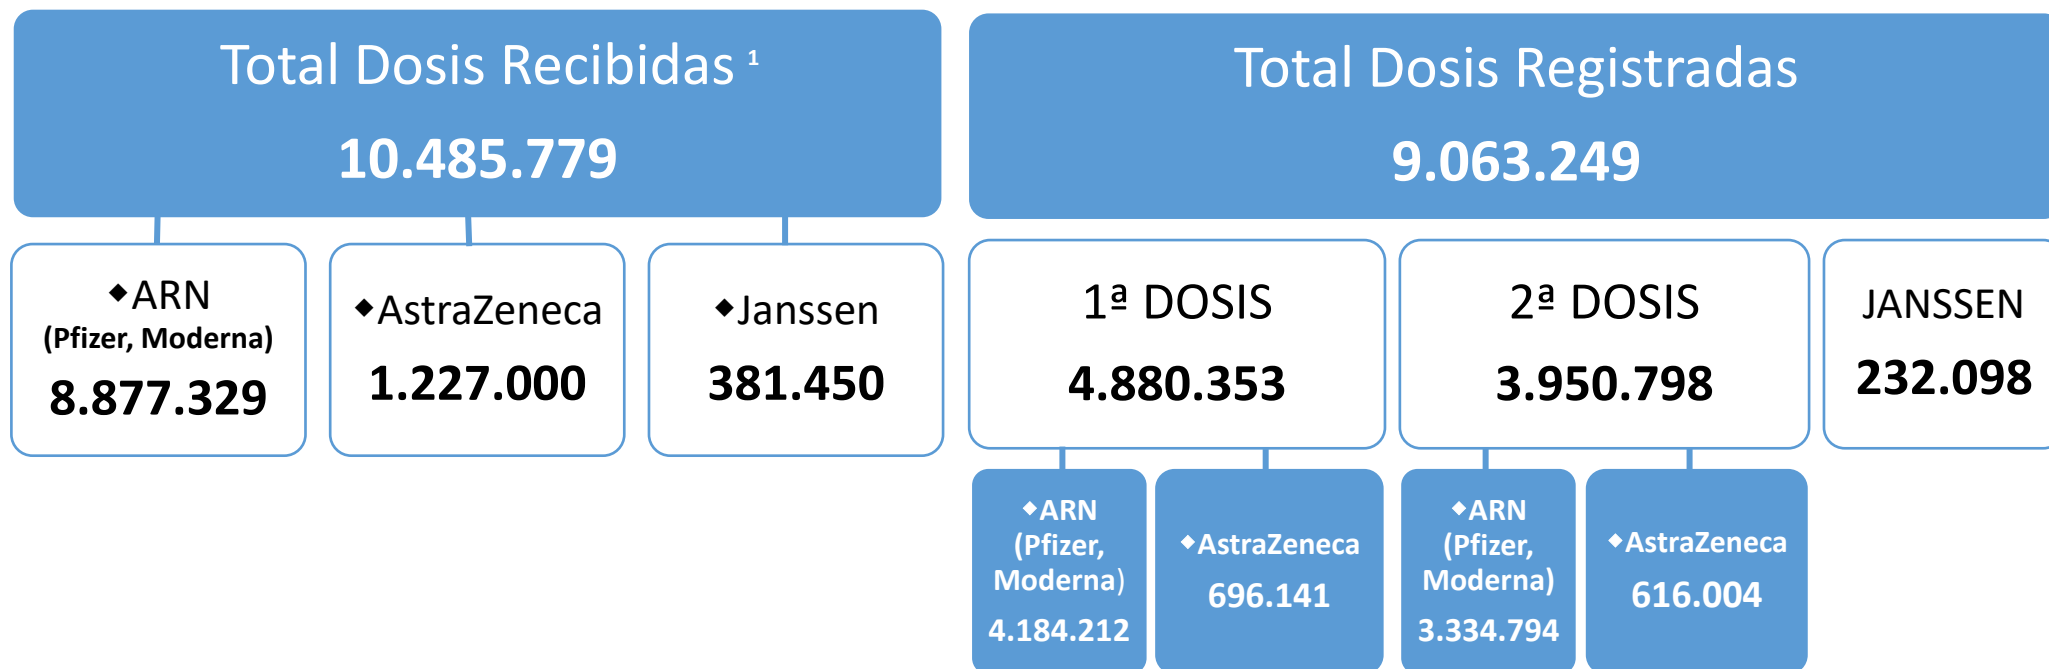 Total Dosis Recibidas ¹
10.485.779
◆ARN
(Pfizer, Moderna)
8.877.329
◆AstraZeneca
1.227.000
◆Janssen
381.450
Total Dosis Registradas
9.063.249
1ª DOSIS
4.880.353
2ª DOSIS
3.950.798
JANSSEN
232.098
◆ARN
(Pfizer,
Moderna)
4.184.212
◆AstraZeneca
696.141
◆ARN
(Pfizer,
Moderna)
3.334.794
◆AstraZeneca
616.004